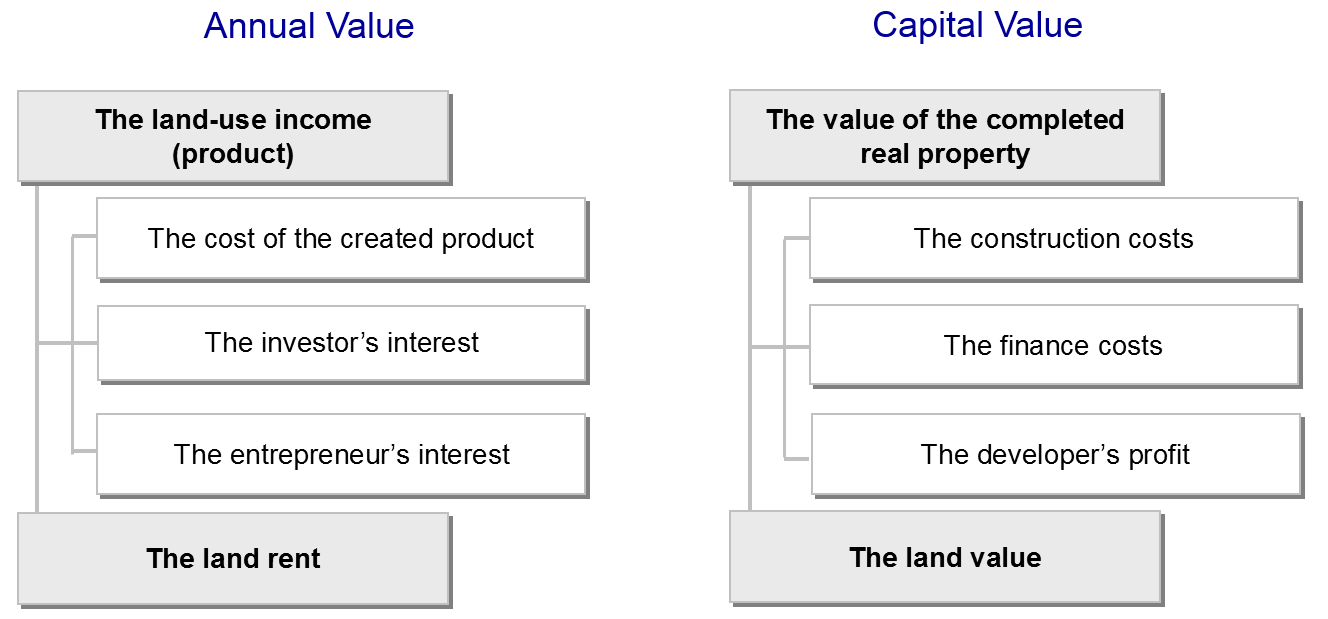 Annual Value
The land-use income
(product)
The cost of the created product
The investor’s interest
The entrepreneur’s interest
The land rent
Capital Value
The value of the completed
real property
The construction costs
The finance costs
The developer’s profit
The land value